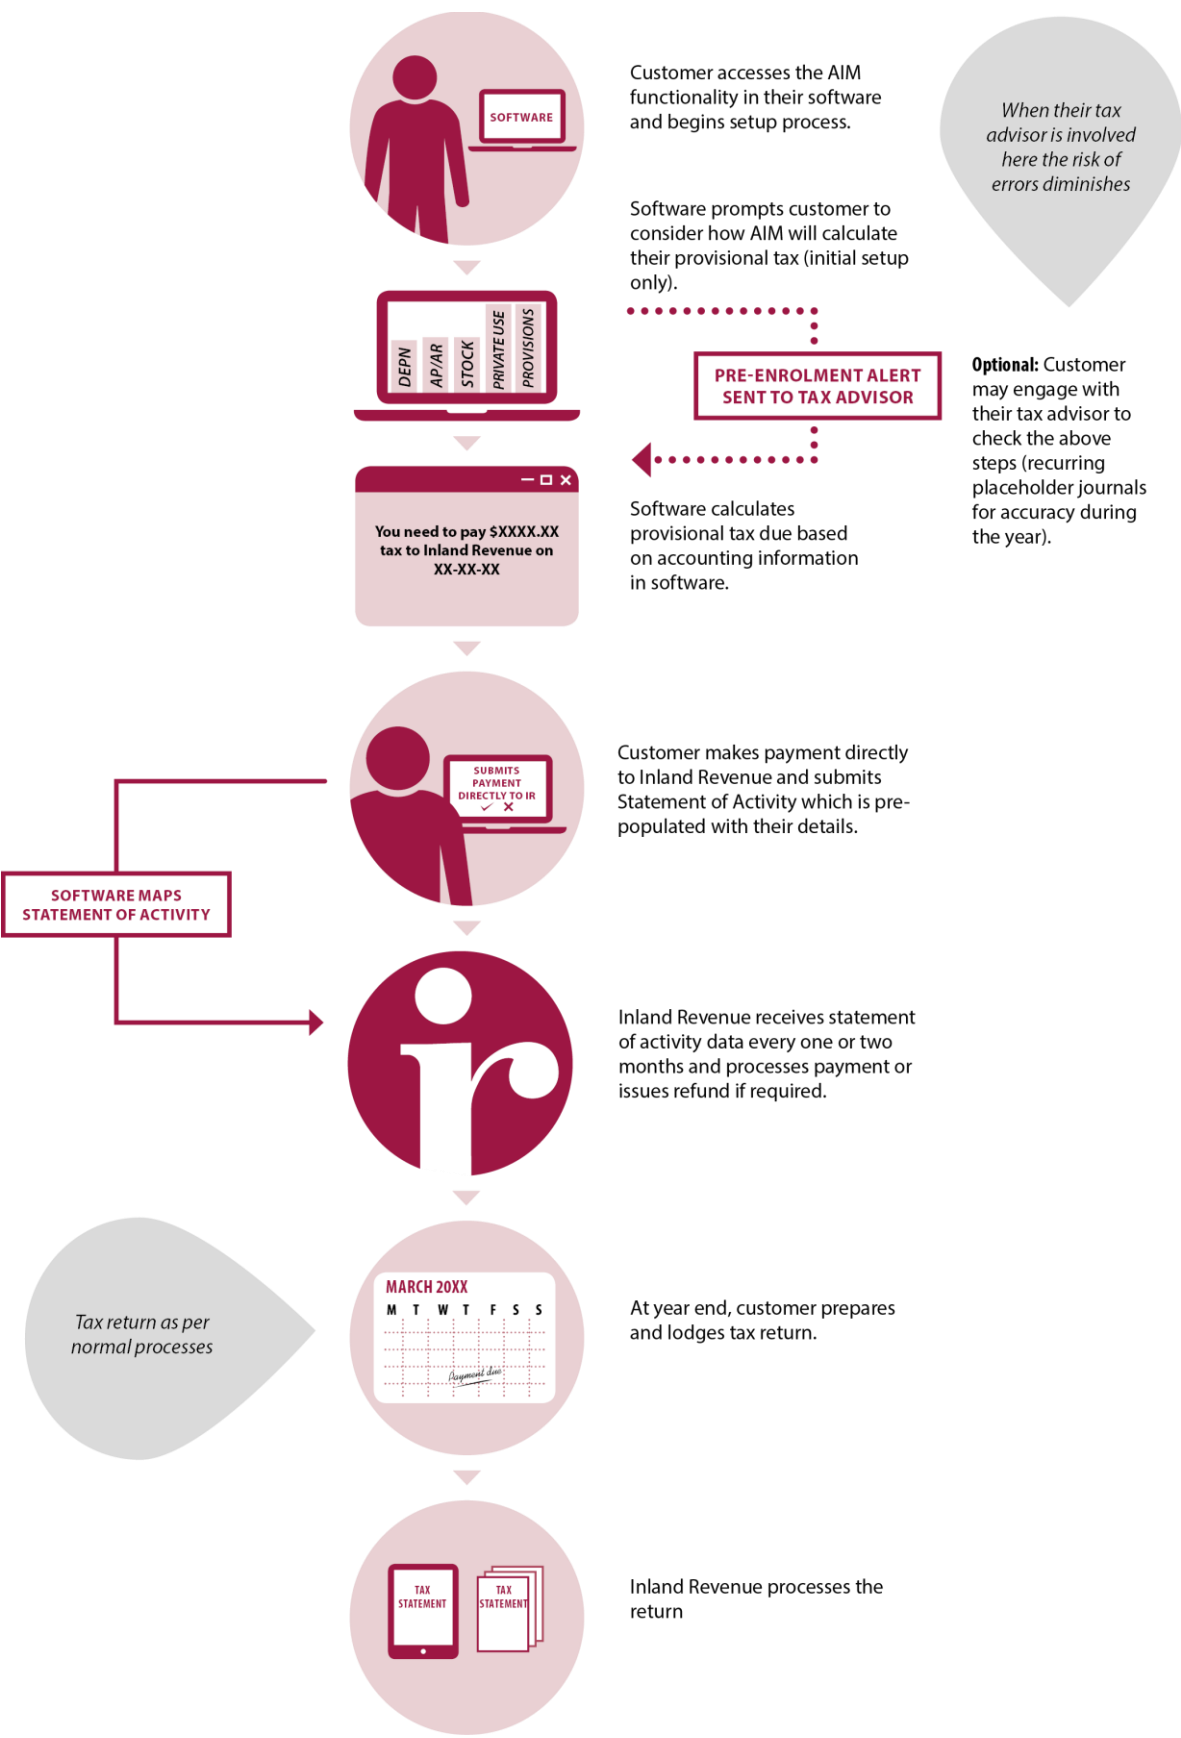 SOFTWARE
Customer accesses the AIM
functionality in their software
and begins setup process.
When their tax
advisor is involved
here the risk of
errors diminishes
Software prompts customer to
consider how AIM will calculate
their provisional tax (initial setup
only).
DEPN
AP/AR
STOCK
PRIVATE USE
PROVISIONS
PRE-ENROLMENT ALERT
SENT TO TAX ADVISOR
Optional: Customer
may engage with
their tax advisor to
check the above
steps (recurring
placeholder journals
for accuracy during
the year).
You need to pay $XXXX.XX
tax to Inland Revenue on
XX-XX-XX
Software calculates
provisional tax due based
on accounting information
in software.
SUBMITS
PAYMENT
DIRECTLY TO IR
Customer makes payment directly
to Inland Revenue and submits
Statement of Activity which is pre-
populated with their details.
SOFTWARE MAPS
STATEMENT OF ACTIVITY
ir
Inland Revenue receives statement
of activity data every one or two
months and processes payment or
issues refund if required.
Tax return as per
normal processes
MARCH 20XX
M T W T F S S
Payment due
At year end, customer prepares
and lodges tax return.
TAX
STATEMENT
TAX
STATEMENT
Inland Revenue processes the
return